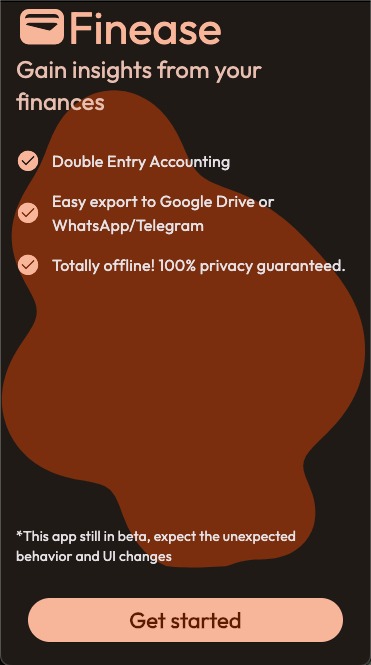 Finease
Gain insights from your
finances
Double Entry Accounting
Easy export to Google Drive or
WhatsApp/Telegram
Totally offline! 100% privacy guaranteed.
*This app still in beta, expect the unexpected
behavior and UI changes
Get started